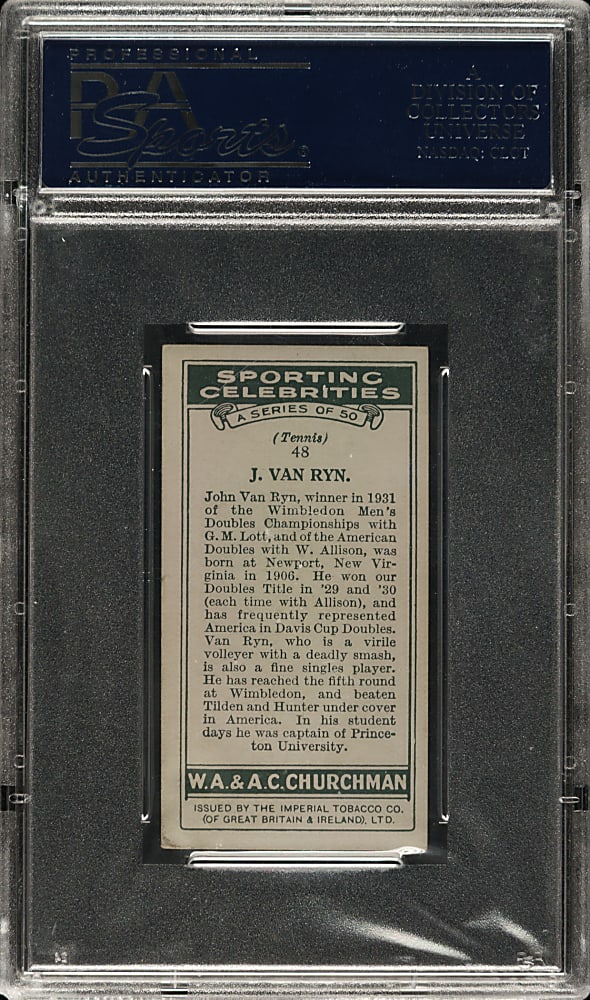 PROFESSIONAL
PSA
Sports
AUTHENTICATOR
A
DIVISION OF
COLLECTORS
UNIVERSE
NASDAQ: CLCT
SPORTING
CELEBRITIES
A SERIES OF 50
(Tennis)
48
J. VAN RYN.
John Van Ryn, winner in 1931
of the Wimbledon Men's
Doubles Championships with
G. M. Lott, and of the American
Doubles with W. Allison, was
born at Newport, New Vir-
ginia in 1906. He won our
Doubles Title in '29 and '30
(each time with Allison), and
has frequently represented
America in Davis Cup Doubles.
Van Ryn, who is a virile
volleyer with a deadly smash,
is also a fine singles player.
He has reached the fifth round
at Wimbledon, and beaten
Tilden and Hunter under cover
in America. In his student
days he was captain of Prince-
ton University.
W.A. & A.C. CHURCHMAN
ISSUED BY THE IMPERIAL TOBACCO CO.
(OF GREAT BRITAIN & IRELAND), LTD.